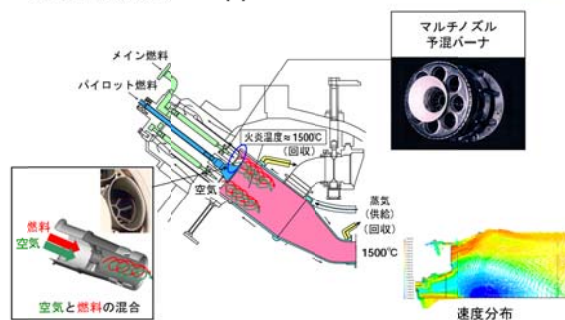 マルチノズル
予混バーナ
メイン燃料
パイロット燃料
火炎温度≈1500℃
(回収)
空気
蒸気
(供給)
(回収)
1500℃
燃料
空気
空気と燃料の混合
速度分布